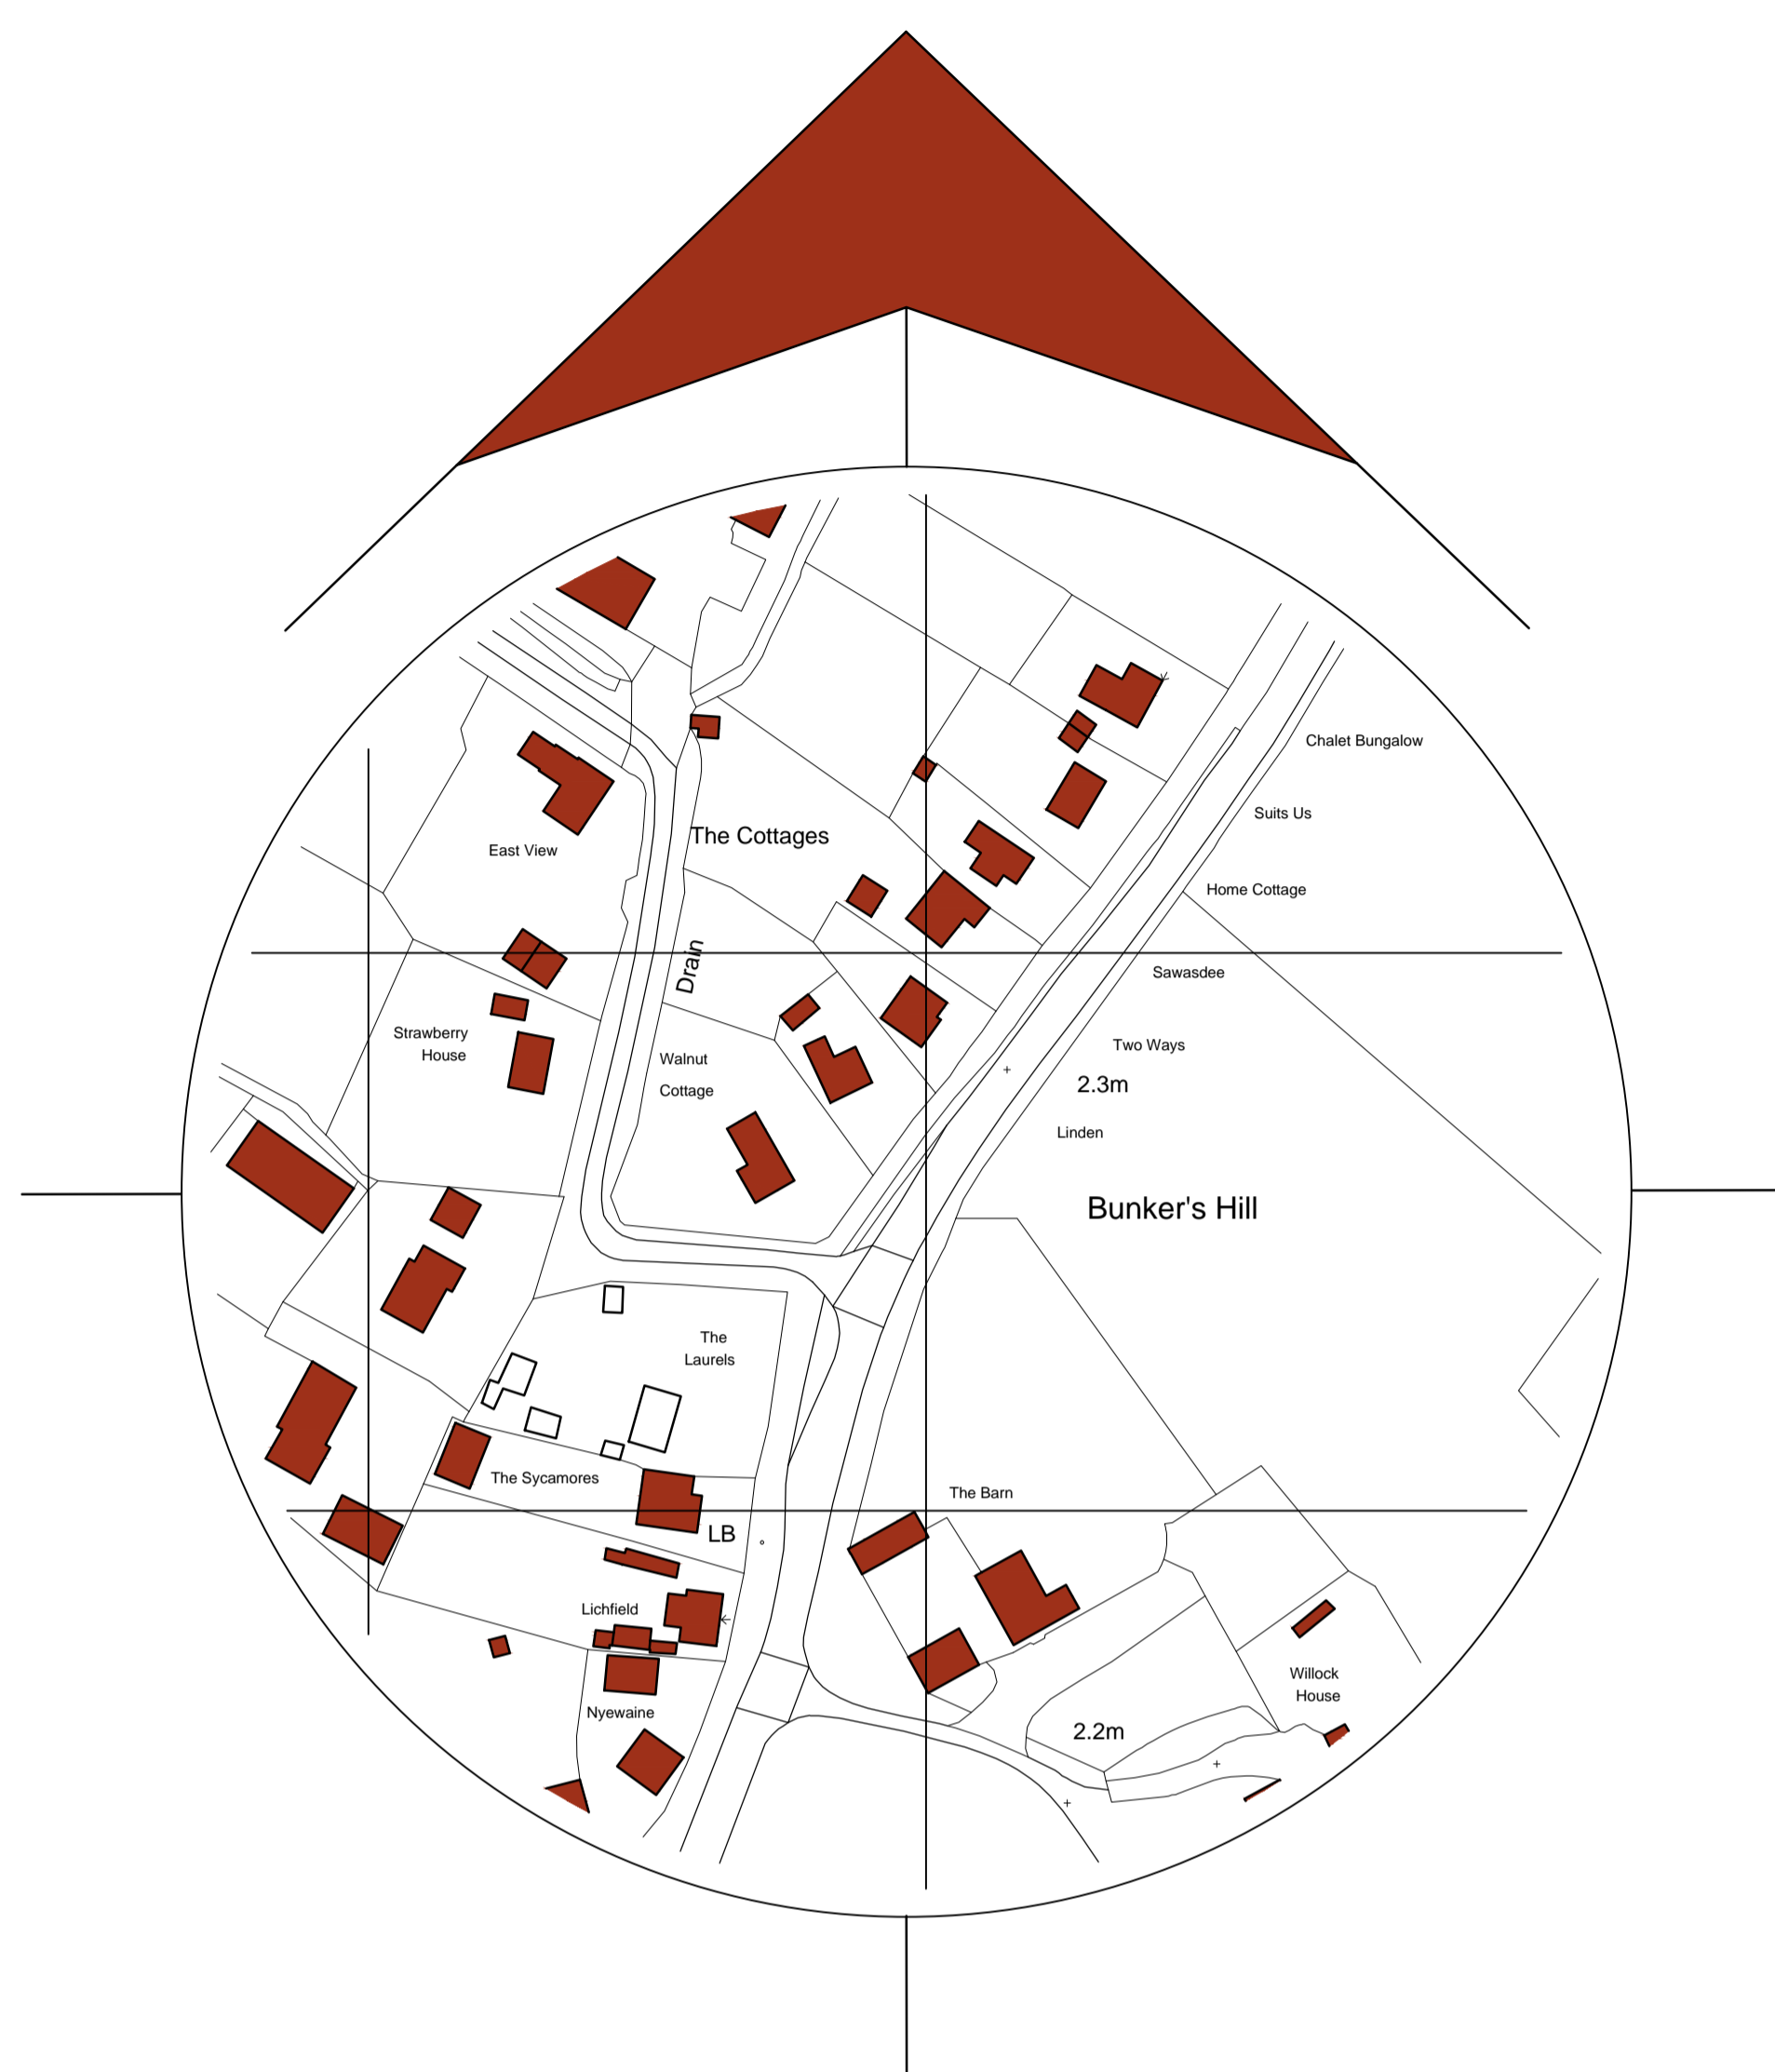 Chalet Bungalow
Suits Us
The Cottages
East View
Home Cottage
Drain
Sawasdee
Strawberry
House
Two Ways
Walnut
Cottage
2.3m
Linden
Bunker's Hill
The
Laurels
The Sycamores
The Barn
LB
Lichfield
Willock
House
Nyewaine
2.2m